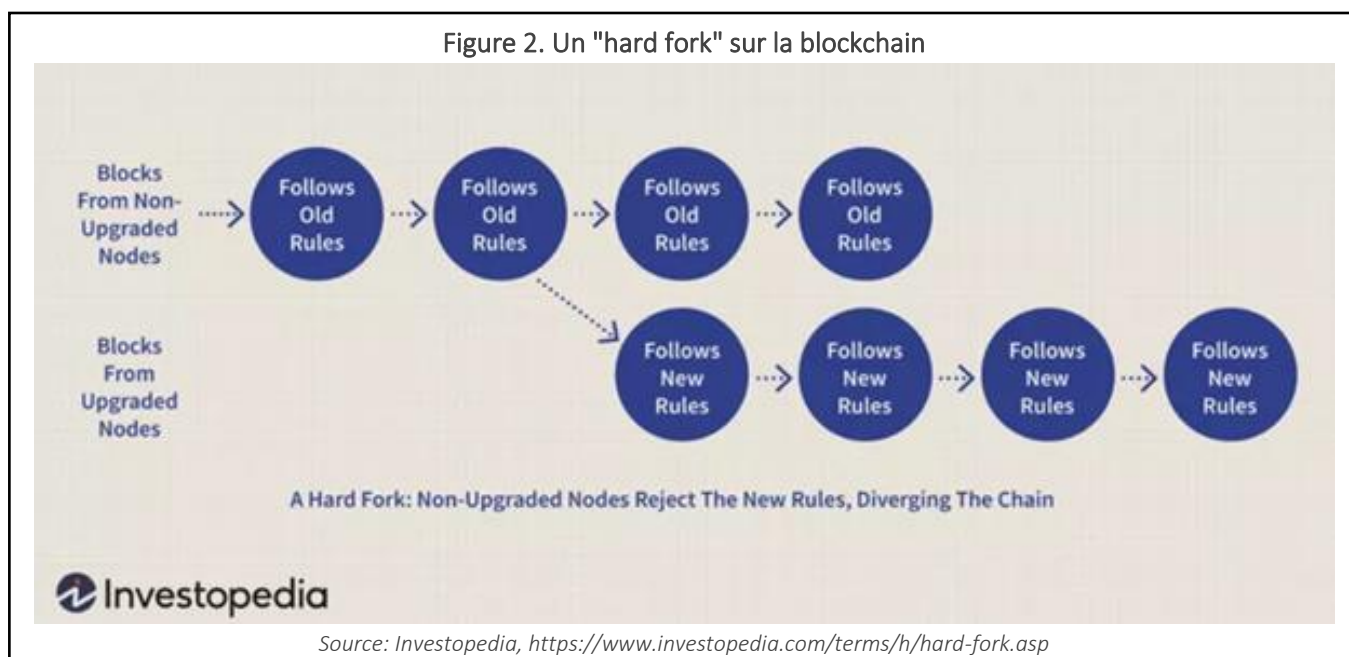 Figure 2. Un "hard fork" sur la blockchain
Blocks
From Non-
Upgraded
Nodes
Follows
Old
Rules
Follows
Old
Rules
Follows
Old
Rules
Follows
Old
Rules
Blocks
From
Upgraded
Nodes
Follows
New
Rules
Follows
New
Rules
Follows
New
Rules
Follows
New
Rules
A Hard Fork: Non-Upgraded Nodes Reject The New Rules, Diverging The Chain
Investopedia
Source: Investopedia, https://www.investopedia.com/terms/h/hard-fork.asp